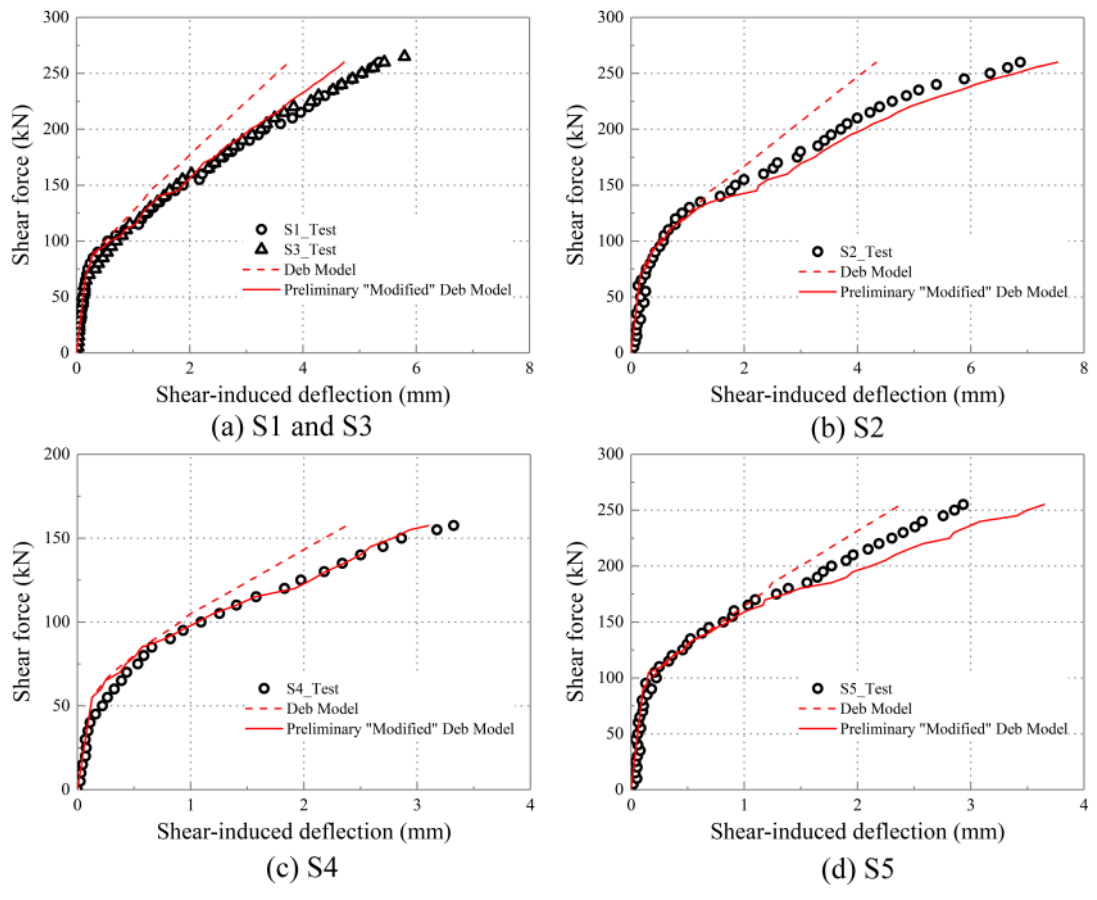 300
250
200
150
100
50
0
Shear force (kN)
S1_Test
S3_Test
Deb Model
Preliminary "Modified" Deb Model
0 2 4 6 8
Shear-induced deflection (mm)
(a) S1 and S3
300
250
200
150
100
50
0
Shear force (kN)
S2_Test
Deb Model
Preliminary "Modified" Deb Model
0 2 4 6 8
Shear-induced deflection (mm)
(b) S2
200
150
100
50
0
Shear force (kN)
S4_Test
Deb Model
Preliminary "Modified" Deb Model
0 1 2 3 4
Shear-induced deflection (mm)
(c) S4
300
250
200
150
100
50
0
Shear force (kN)
S5_Test
Deb Model
Preliminary "Modified" Deb Model
0 1 2 3 4
Shear-induced deflection (mm)
(d) S5